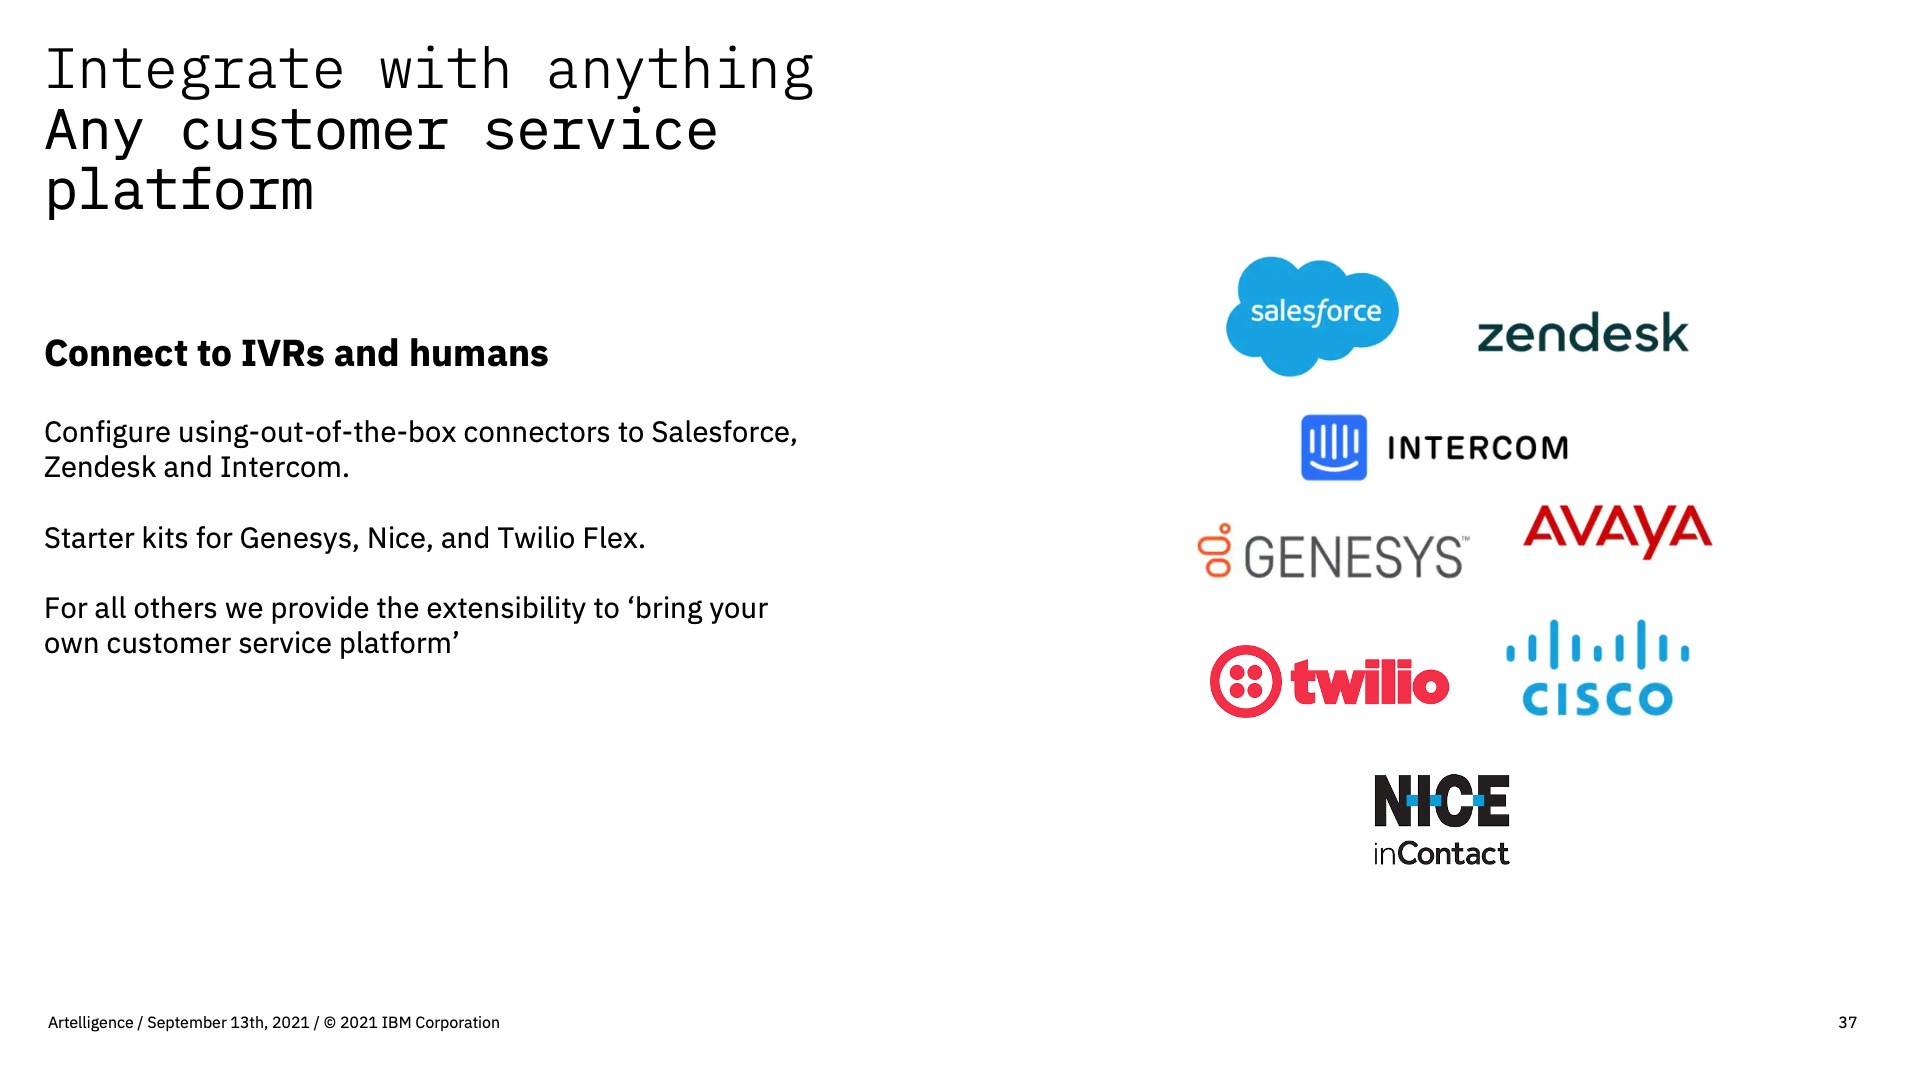 Integrate with anything
Any customer service
platform
Connect to IVRs and humans
Configure using-out-of-the-box connectors to Salesforce,
Zendesk and Intercom.
Starter kits for Genesys, Nice, and Twilio Flex.
For all others we provide the extensibility to ‘bring your
own customer service platform’
salesforce
zendesk
INTERCOM
GENESYS™
AVAYA
twilio
CISCO
NICE
inContact
Artelligence / September 13th, 2021 / © 2021 IBM Corporation
37